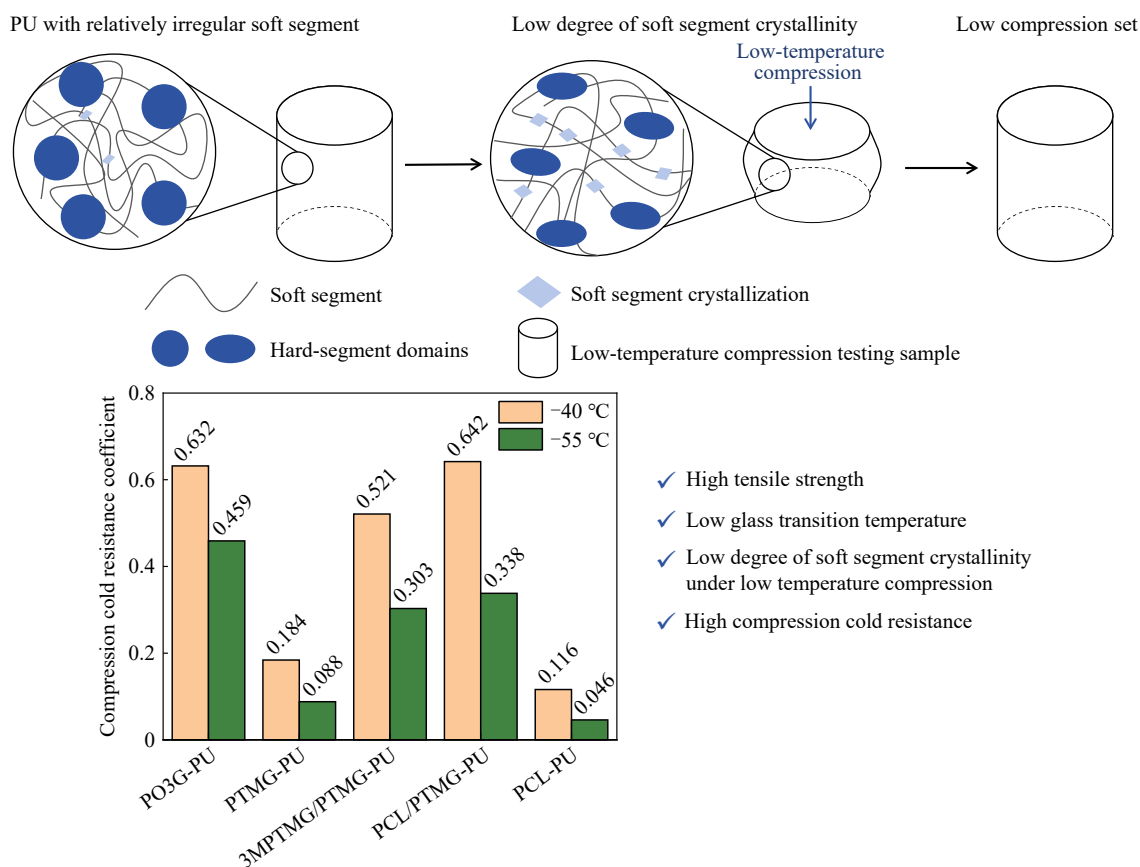 PU with relatively irregular soft segment
Low degree of soft segment crystallinity
Low compression set
Low-temperature
compression
Soft segment
Soft segment crystallization
Hard-segment domains
Low-temperature compression testing sample
Compression cold resistance coefficient
0.8
0.6
0.4
0.2
0
−40 ℃
−55 ℃
0.632
0.459
0.184
0.088
0.521
0.303
0.642
0.338
0.116
0.046
PO3G-PU
PTMG-PU
3MPTMG/PTMG-PU
PCL/PTMG-PU
PCL-PU
✓ High tensile strength
✓ Low glass transition temperature
✓ Low degree of soft segment crystallinity
under low temperature compression
✓ High compression cold resistance